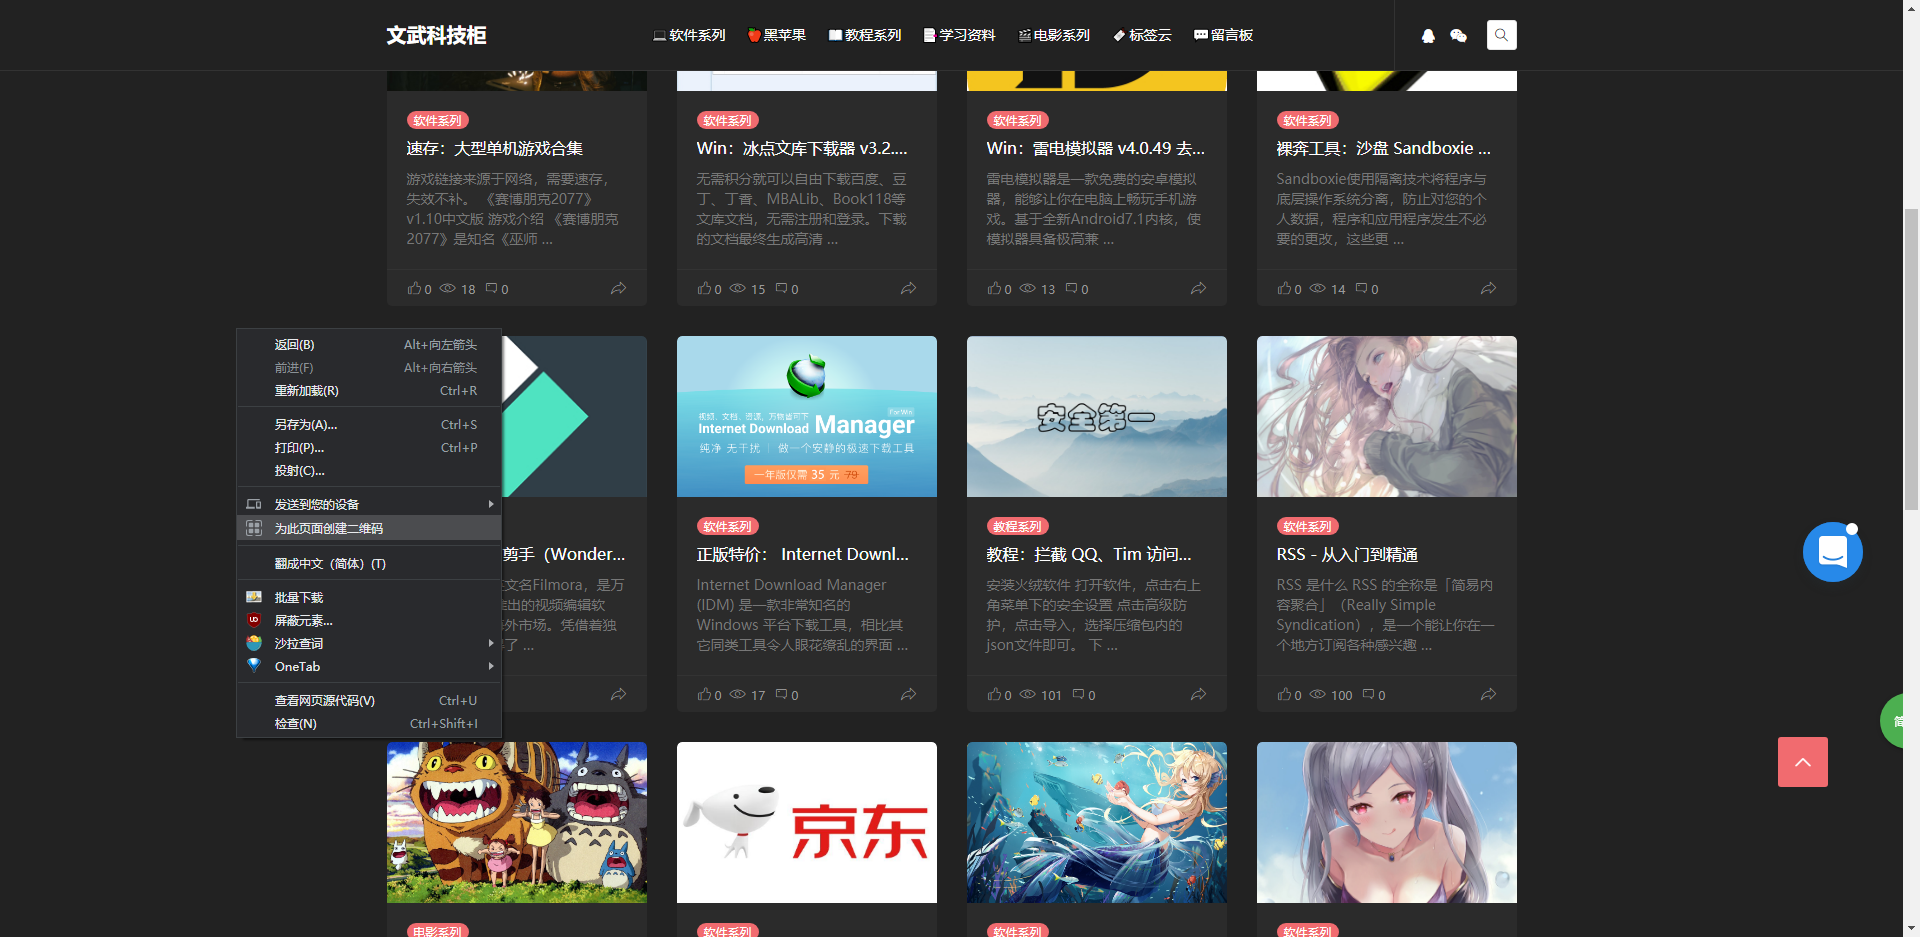 文武科技柜
软件系列
黑苹果
教程系列
学习资料
电影系列
标签云
留言板
软件系列
速存：大型单机游戏合集
游戏链接来源于网络，需要速存，
失效不补。 《赛博朋克2077》
v1.10中文版 游戏介绍 《赛博朋克
2077》是知名《巫师 ...
0 18 0
软件系列
Win：冰点文库下载器 v3.2....
无需积分就可以自由下载百度、豆
丁、丁香、MBALib、Book118等
文库文档，无需注册和登录。下载
的文档最终生成高清 ...
0 15 0
软件系列
Win：雷电模拟器 v4.0.49 去...
雷电模拟器是一款免费的安卓模拟
器，能够让你在电脑上畅玩手机游
戏。基于全新Android7.1内核，使
模拟器具备极高兼 ...
0 13 0
软件系列
裸奔工具：沙盘 Sandboxie ...
Sandboxie使用隔离技术将程序与
底层操作系统分离，防止对您的个
人数据，程序和应用程序发生不必
要的更改，这些更 ...
0 14 0
返回(B) Alt+向左箭头
前进(F) Alt+向右箭头
重新加载(R) Ctrl+R
另存为(A)... Ctrl+S
打印(P)... Ctrl+P
投射(C)...
发送到您的设备
为此页面创建二维码
翻成中文（简体）(T)
批量下载
屏蔽元素...
沙拉查词
OneTab
查看网页源代码(V) Ctrl+U
检查(N) Ctrl+Shift+I
剪手（Wonder...
文名Filmora，是万
出的视频编辑软
外市场。凭借着独
了 ...
视频、文档、资源，万物皆可下
For Win
Internet Download Manager
纯净 无干扰 | 做一个安静的极速下载工具
一年版仅需 35 元 79
软件系列
正版特价： Internet Downl...
Internet Download Manager
(IDM) 是一款非常知名的
Windows 平台下载工具，相比其
它同类工具令人眼花缭乱的界面 ...
0 17 0
安全第一
教程系列
教程：拦截 QQ、Tim 访问...
安装火绒软件 打开软件，点击右上
角菜单下的安全设置 点击高级防
护，点击导入，选择压缩包内的
json文件即可。 下 ...
0 101 0
软件系列
RSS - 从入门到精通
RSS 是什么 RSS 的全称是「简易内
容聚合」（Really Simple
Syndication），是一个能让你在一
个地方订阅各种感兴趣 ...
0 100 0
简
京东
电影系列
软件系列
软件系列
软件系列